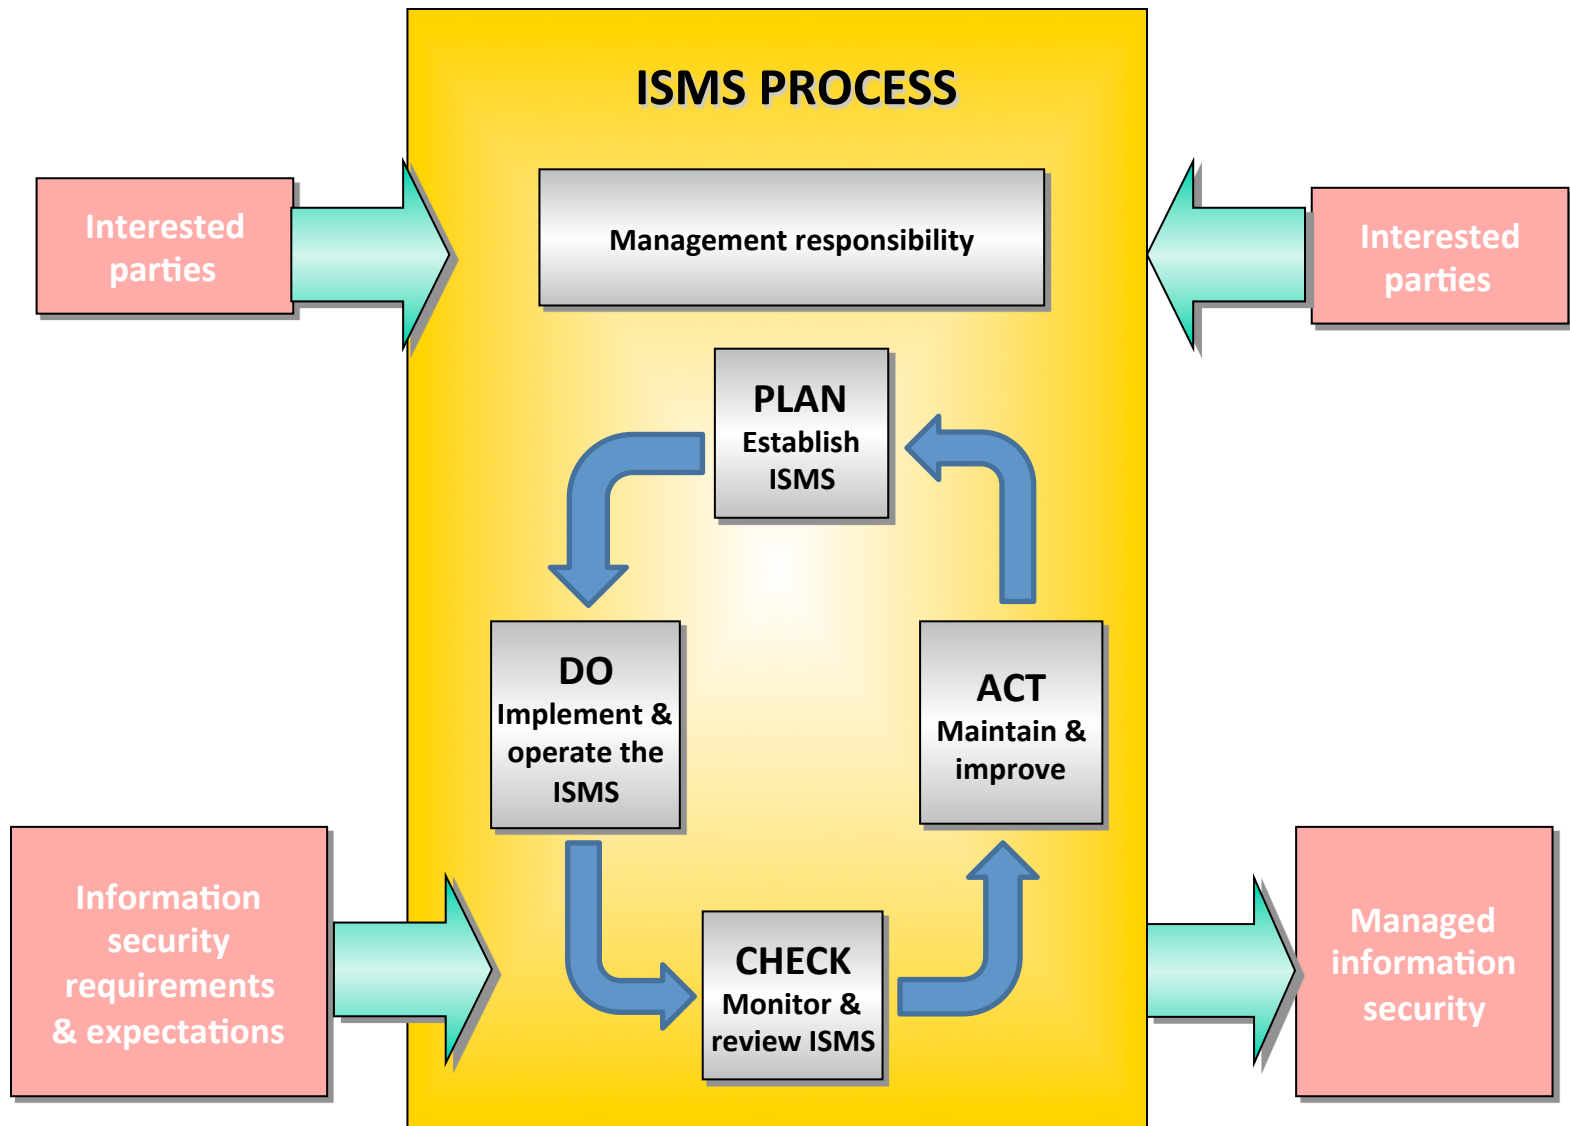 ISMS PROCESS
Interested
parties
Management responsibility
Interested
parties
PLAN
Establish
ISMS
DO
Implement &
operate the
ISMS
ACT
Maintain &
improve
Information
security
requirements
& expectations
CHECK
Monitor &
review ISMS
Managed
information
security